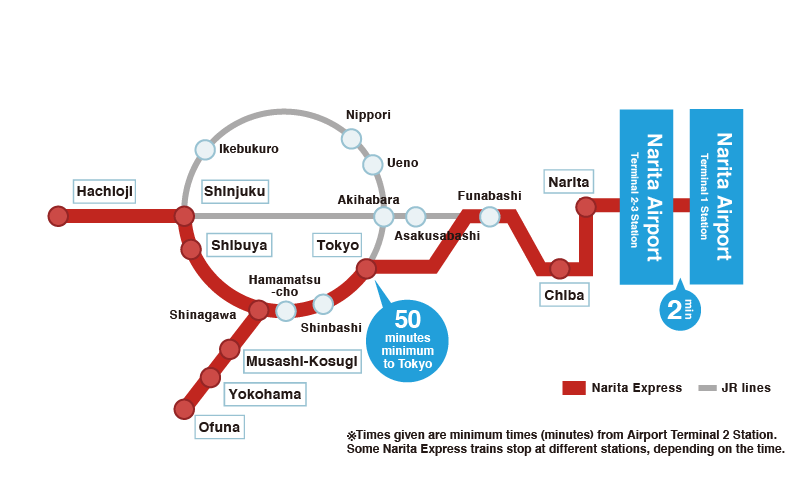 Nippori
Ikebukuro
Ueno
Hachioji
Shinjuku
Akihabara
Funabashi
Narita
Narita Airport
Terminal 2-3 Station
Narita Airport
Terminal 1 Station
Shibuya
Tokyo
Asakusabashi
Hamamatsu
-cho
Chiba
Shinagawa
Shinbashi
50
minutes
minimum
to Tokyo
2 min
Musashi-Kosugi
Yokohama
Ofuna
Narita Express
JR lines
※Times given are minimum times (minutes) from Airport Terminal 2 Station.
Some Narita Express trains stop at different stations, depending on the time.